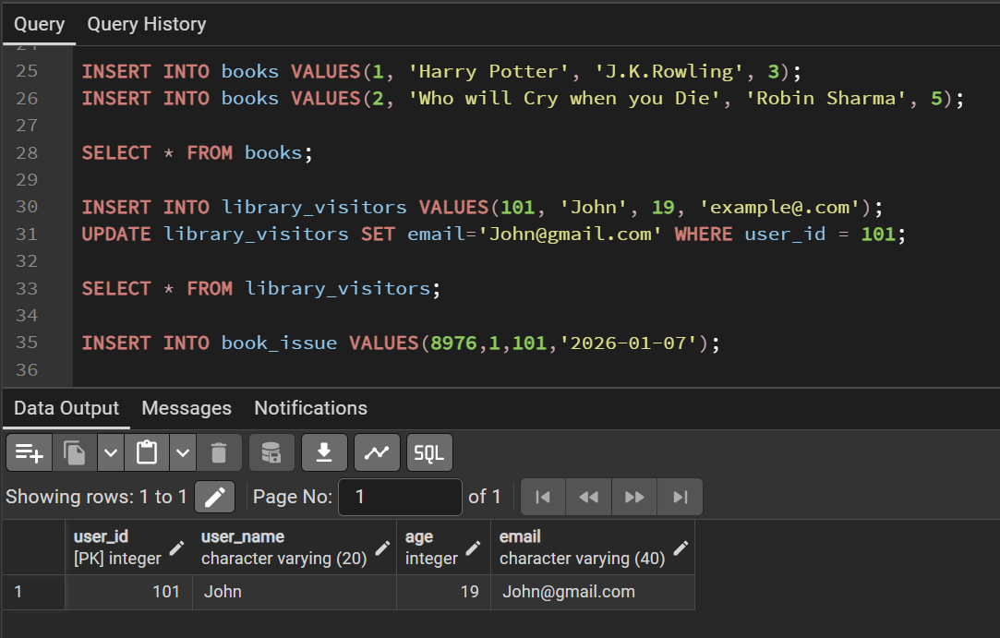 Query Query History
24
25 INSERT INTO books VALUES(1, 'Harry Potter', 'J.K.Rowling', 3);
26 INSERT INTO books VALUES(2, 'Who will Cry when you Die', 'Robin Sharma', 5);
27
28 SELECT * FROM books;
29
30 INSERT INTO library_visitors VALUES(101, 'John', 19, 'example@.com');
31 UPDATE library_visitors SET email='John@gmail.com' WHERE user_id = 101;
32
33 SELECT * FROM library_visitors;
34
35 INSERT INTO book_issue VALUES(8976,1,101,'2026-01-07');
36
Data Output Messages Notifications
SQL
Showing rows: 1 to 1 Page No: 1 of 1
user_id user_name age email
[PK] integer character varying (20) integer character varying (40)
1 101 John 19 John@gmail.com